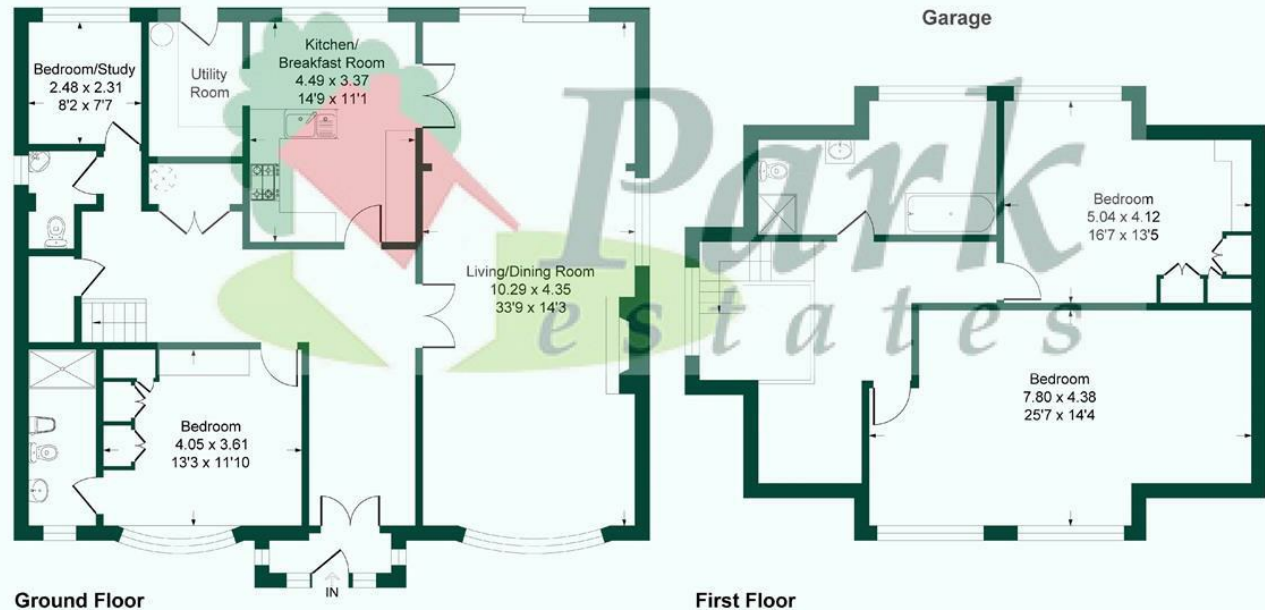 Garage
Bedroom/Study
2.48 x 2.31
8'2 x 7'7
Utility
Room
Kitchen/
Breakfast Room
4.49 x 3.37
14'9 x 11'1
Living/Dining Room
10.29 x 4.35
33'9 x 14'3
Bedroom
4.05 x 3.61
13'3 x 11'10
IN
Ground Floor
Park
estates
Bedroom
5.04 x 4.12
16'7 x 13'5
Bedroom
7.80 x 4.38
25'7 x 14'4
First Floor